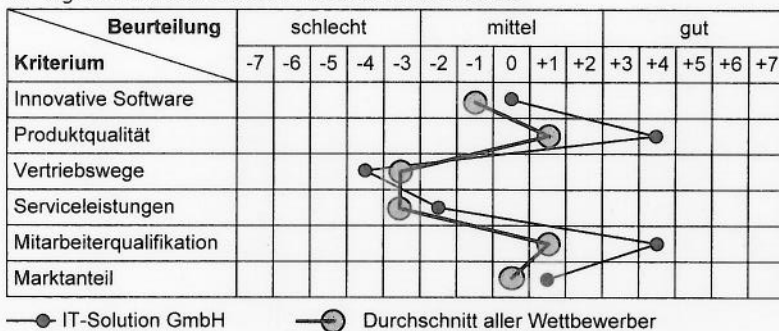 Beurteilung schlecht mittel gut
Kriterium -7 -6 -5 -4 -3 -2 -1 0 +1 +2 +3 +4 +5 +6 +7
Innovative Software
Produktqualität
Vertriebswege
Serviceleistungen
Mitarbeiterqualifikation
Marktanteil
IT-Solution GmbH Durchschnitt aller Wettbewerber